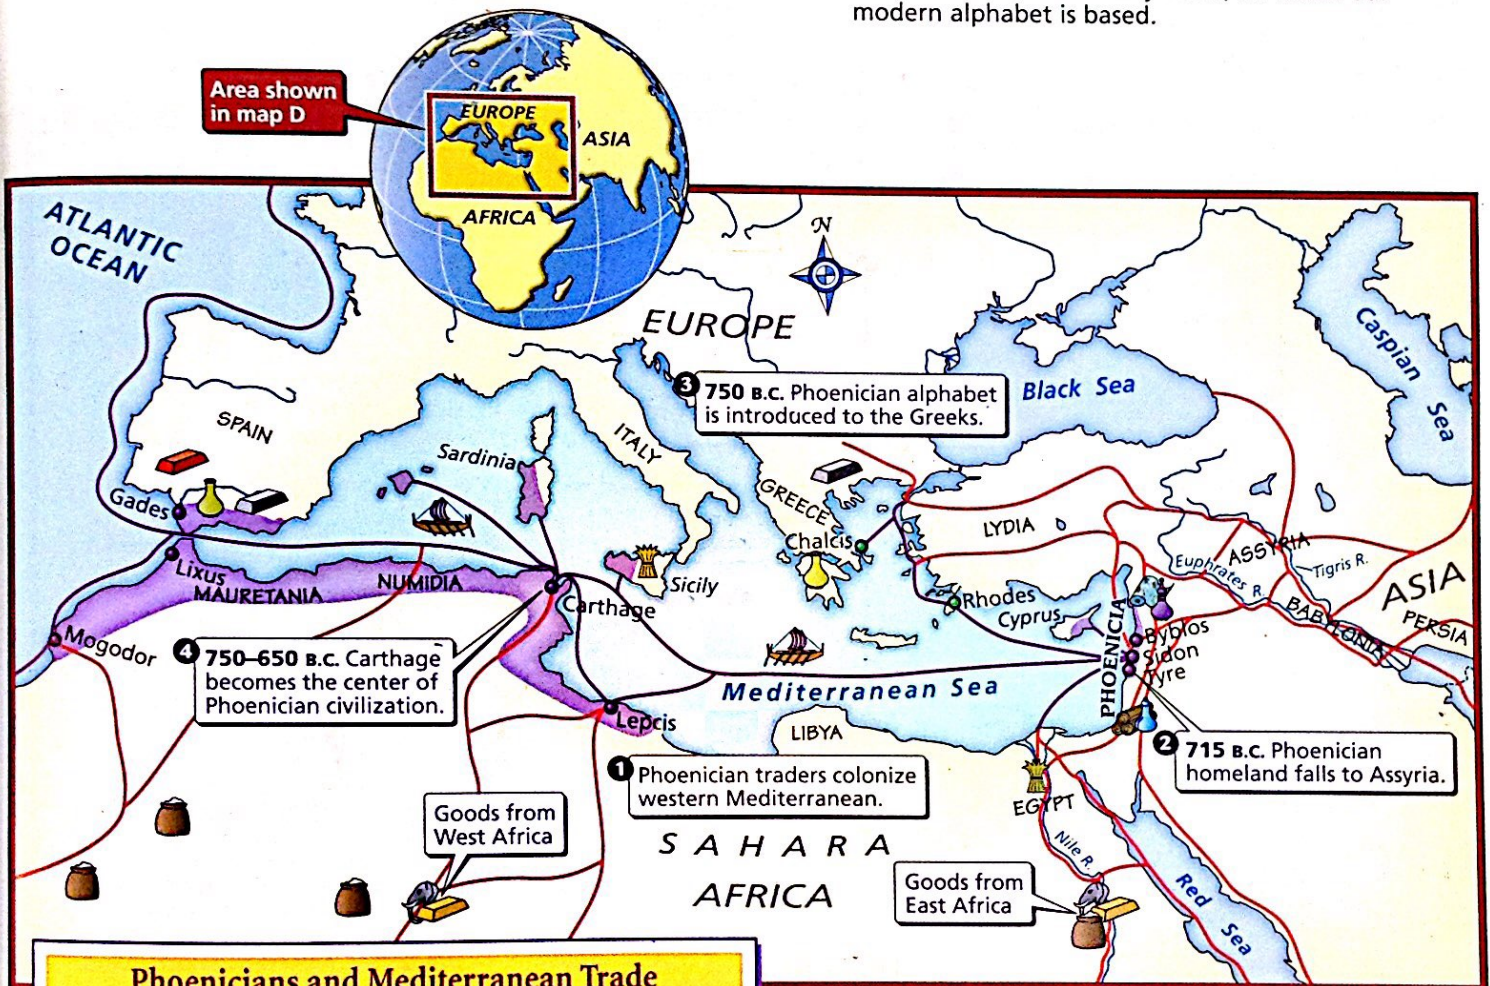 modern alphabet is based.
Area shown
in map D
EUROPE
ASIA
AFRICA
ATLANTIC
OCEAN
N
EUROPE
Caspian
Sea
Black Sea
3 750 B.C. Phoenician alphabet
is introduced to the Greeks.
SPAIN
ITALY
Sardinia
GREECE
Gades
Chalcis
LYDIA
ASSYRIA
Euphrates R.
Tigris R.
ASIA
Lixus
MAURETANIA
NUMIDIA
Sicily
Carthage
Rhodes
Cyprus
PHOENICIA
BABYLONIA
PERSIA
Mogodor
Byblos
Sidon
Tyre
4 750–650 B.C. Carthage
becomes the center of
Phoenician civilization.
Mediterranean Sea
Lepcis
LIBYA
2 715 B.C. Phoenician
homeland falls to Assyria.
1 Phoenician traders colonize
western Mediterranean.
EGYPT
Goods from
West Africa
SAHARA
AFRICA
Nile R.
Goods from
East Africa
Red
Sea
Phoenicians and Mediterranean Trade